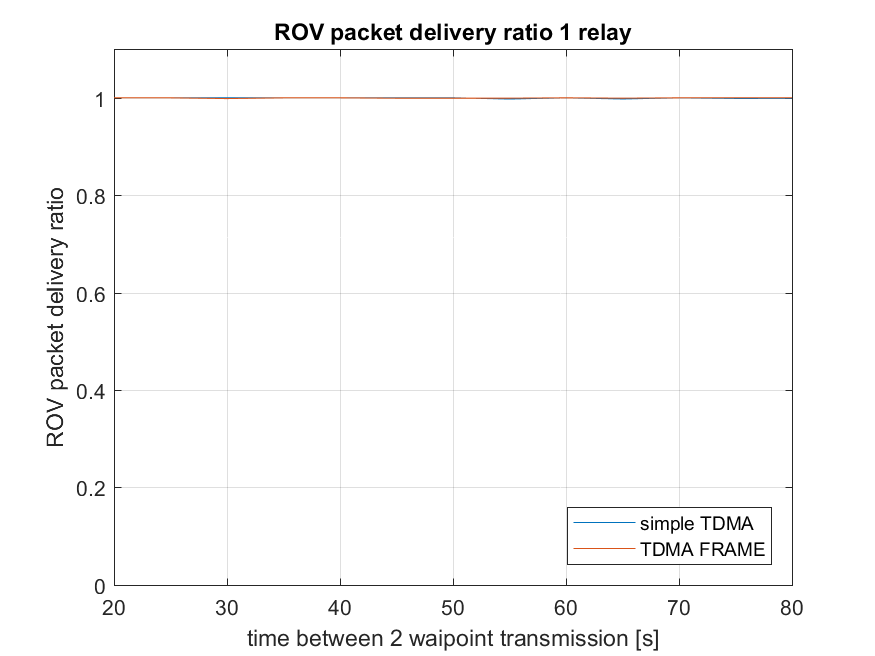 ROV packet delivery ratio 1 relay
ROV packet delivery ratio
1
0.8
0.6
0.4
0.2
0
simple TDMA
TDMA FRAME
20 30 40 50 60 70 80
time between 2 waipoint transmission [s]